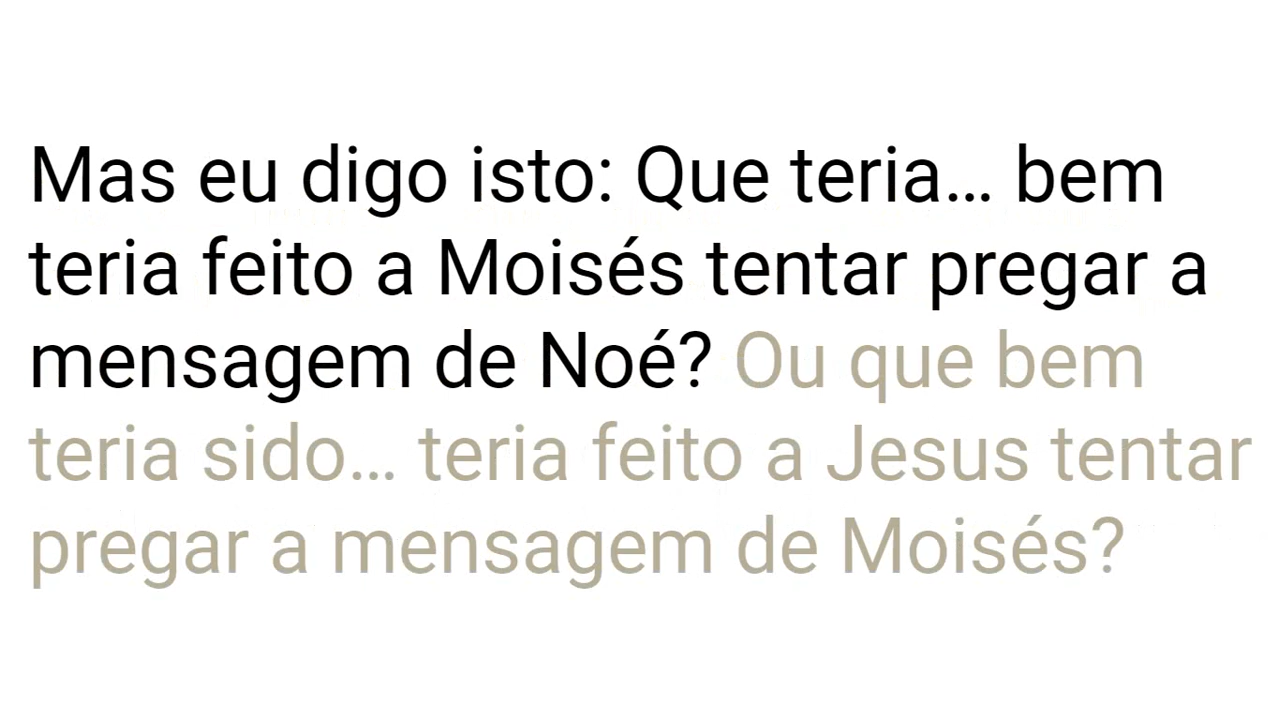 Mas eu digo isto: Que teria… bem
teria feito a Moisés tentar pregar a
mensagem de Noé? Ou que bem
teria sido… teria feito a Jesus tentar
pregar a mensagem de Moisés?